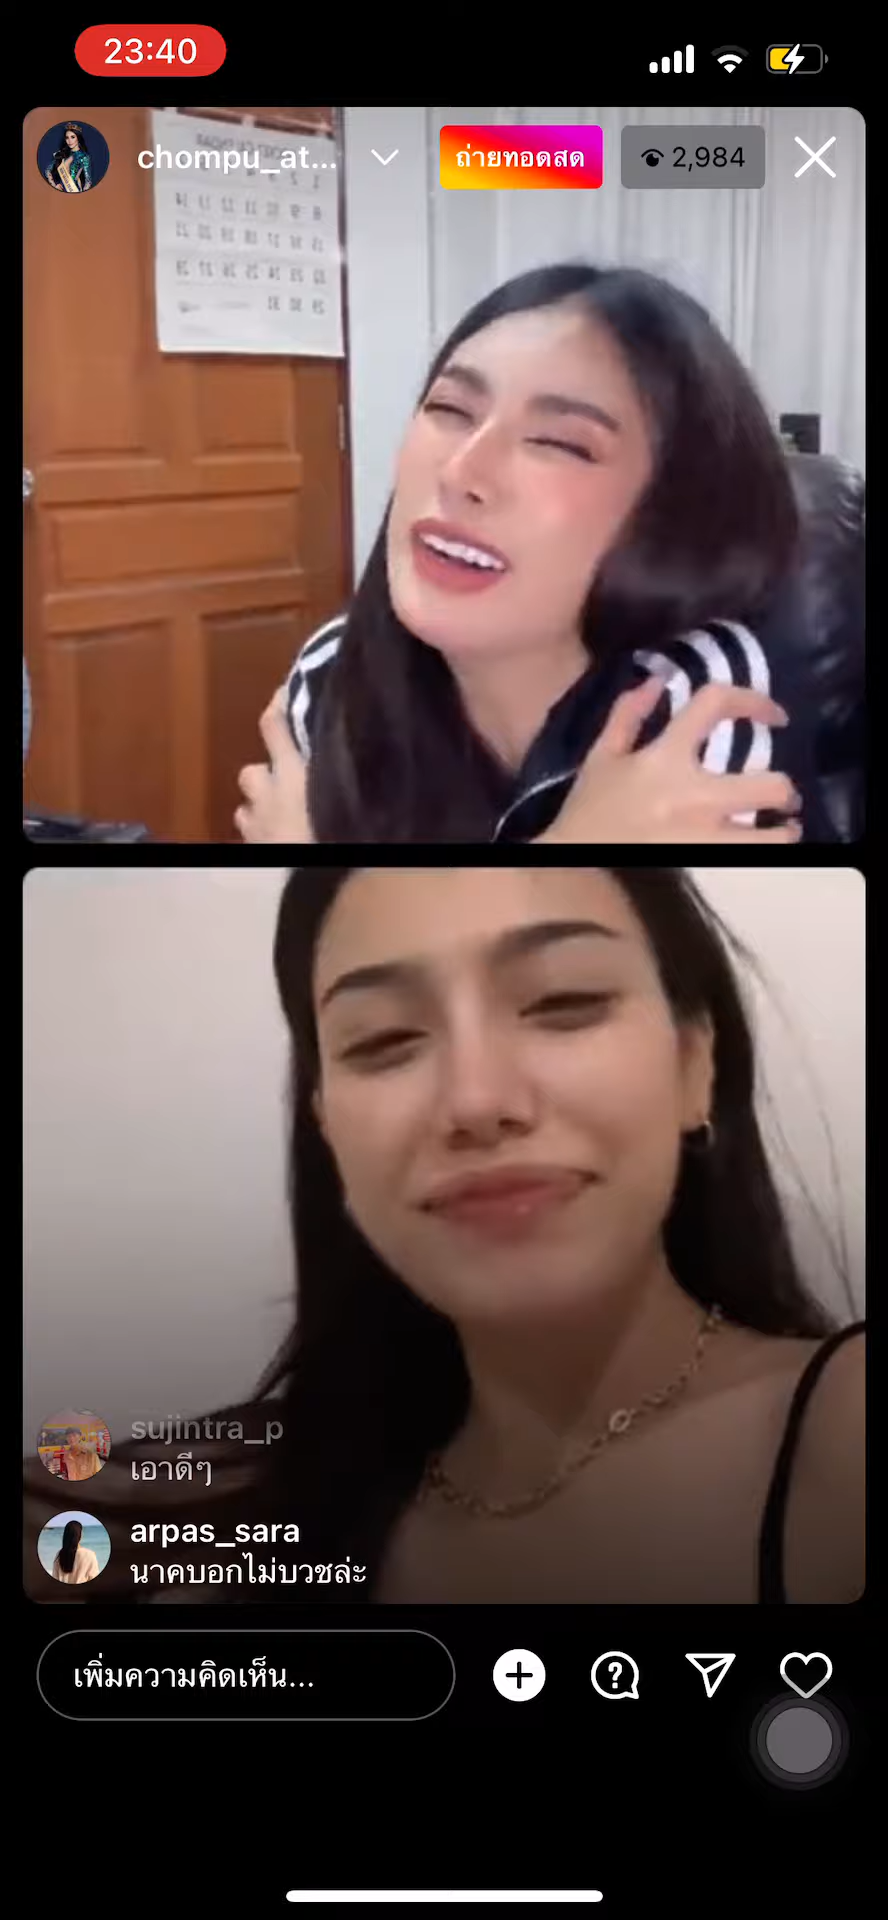 23:40
chompu_at...
ถ่ายทอดสด
2,984
sujintra_p
เอาดีๆ
arpas_sara
นาคบอกไม่บวชล่ะ
เพิ่มความคิดเห็น...